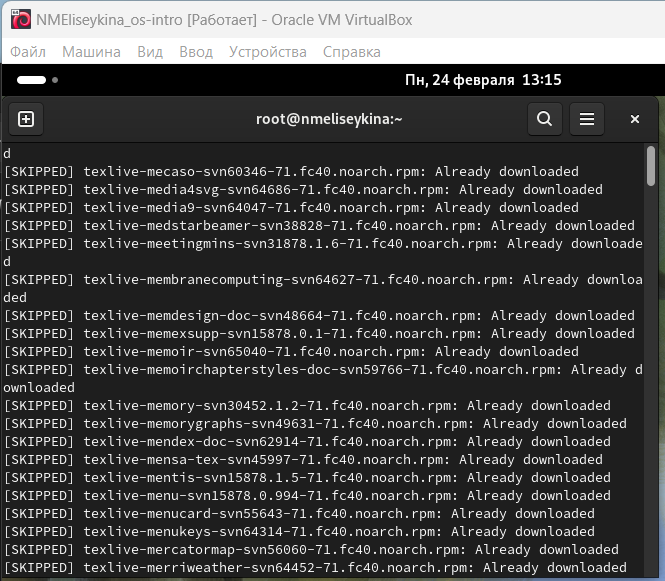 NMEliseykina_os-intro [Работает] - Oracle VM VirtualBox
Файл Машина Вид Ввод Устройства Справка
Пн, 24 февраля 13:15
root@nmeliseykina:~
d
[SKIPPED] texlive-mecaso-svn60346-71.fc40.noarch.rpm: Already downloaded
[SKIPPED] texlive-media4svg-svn64686-71.fc40.noarch.rpm: Already downloaded
[SKIPPED] texlive-media9-svn64047-71.fc40.noarch.rpm: Already downloaded
[SKIPPED] texlive-medstarbeamer-svn38828-71.fc40.noarch.rpm: Already downloaded
[SKIPPED] texlive-meetingmins-svn31878.1.6-71.fc40.noarch.rpm: Already downloade
d
[SKIPPED] texlive-membranecomputing-svn64627-71.fc40.noarch.rpm: Already downloa
ded
[SKIPPED] texlive-memdesign-doc-svn48664-71.fc40.noarch.rpm: Already downloaded
[SKIPPED] texlive-memexsupp-svn15878.0.1-71.fc40.noarch.rpm: Already downloaded
[SKIPPED] texlive-memoir-svn65040-71.fc40.noarch.rpm: Already downloaded
[SKIPPED] texlive-memoirchapterstyles-doc-svn59766-71.fc40.noarch.rpm: Already d
ownloaded
[SKIPPED] texlive-memory-svn30452.1.2-71.fc40.noarch.rpm: Already downloaded
[SKIPPED] texlive-memorygraphs-svn49631-71.fc40.noarch.rpm: Already downloaded
[SKIPPED] texlive-mendex-doc-svn62914-71.fc40.noarch.rpm: Already downloaded
[SKIPPED] texlive-mensa-tex-svn45997-71.fc40.noarch.rpm: Already downloaded
[SKIPPED] texlive-mentis-svn15878.1.5-71.fc40.noarch.rpm: Already downloaded
[SKIPPED] texlive-menu-svn15878.0.994-71.fc40.noarch.rpm: Already downloaded
[SKIPPED] texlive-menucard-svn55643-71.fc40.noarch.rpm: Already downloaded
[SKIPPED] texlive-menukeys-svn64314-71.fc40.noarch.rpm: Already downloaded
[SKIPPED] texlive-mercatormap-svn56060-71.fc40.noarch.rpm: Already downloaded
[SKIPPED] texlive-merriweather-svn64452-71.fc40.noarch.rpm: Already downloaded